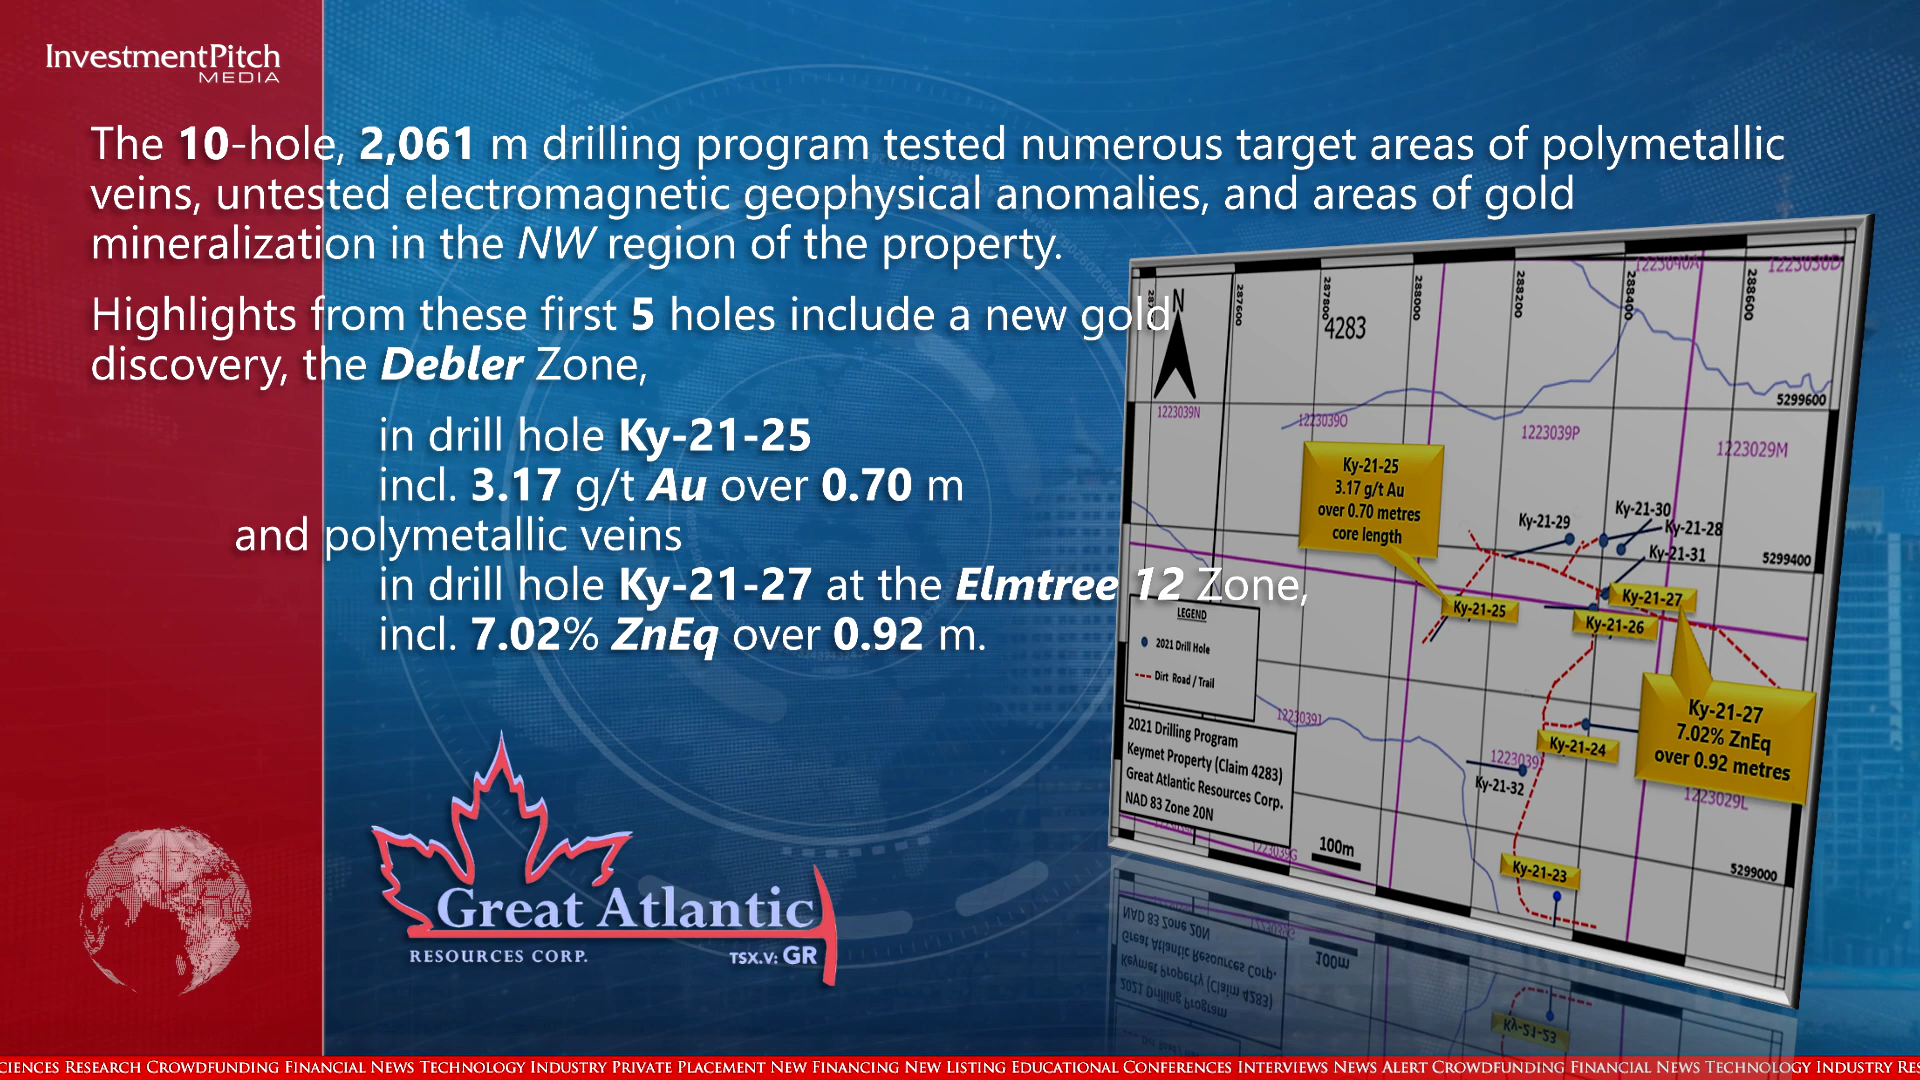 InvestmentPitch
MEDIA
The 10-hole, 2,061 m drilling program tested numerous target areas of polymetallic
veins, untested electromagnetic geophysical anomalies, and areas of gold
mineralization in the NW region of the property.
Highlights from these first 5 holes include a new gold
discovery, the Debler Zone,
in drill hole Ky-21-25
incl. 3.17 g/t Au over 0.70 m
and polymetallic veins
in drill hole Ky-21-27 at the Elmtree 12 Zone,
incl. 7.02% ZnEq over 0.92 m.
Great Atlantic
RESOURCES CORP.
TSX.V: GR
1223040A
1223030D
N
287600
287800
288000
288200
288400
288600
4283
5299600
1223039N
1223039O
1223039P
1223029M
Ky-21-25
3.17 g/t Au
over 0.70 metres
core length
Ky-21-30
Ky-21-29
Ky-21-28
Ky-21-31
5299400
Ky-21-27
Ky-21-25
Ky-21-26
LEGEND
2021 Drill Hole
Dirt Road / Trail
Ky-21-27
7.02% ZnEq
over 0.92 metres
1223039J
Ky-21-24
1223039
Ky-21-32
1223029L
2021 Drilling Program
Keymet Property (Claim 4283)
Great Atlantic Resources Corp.
NAD 83 Zone 20N
1223039G
100m
Ky-21-23
5299000
CIENCES RESEARCH CROWDFUNDING FINANCIAL NEWS TECHNOLOGY INDUSTRY PRIVATE PLACEMENT NEW FINANCING NEW LISTING EDUCATIONAL CONFERENCES INTERVIEWS NEWS ALERT CROWDFUNDING FINANCIAL NEWS TECHNOLOGY INDUSTRY RES